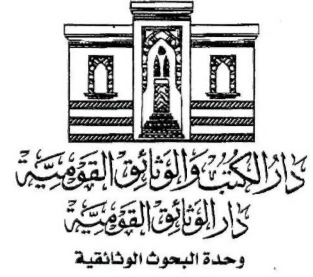 دار الكتب والوثائق القومية
دار الوثائق القومية
وحدة البحوث الوثائقية